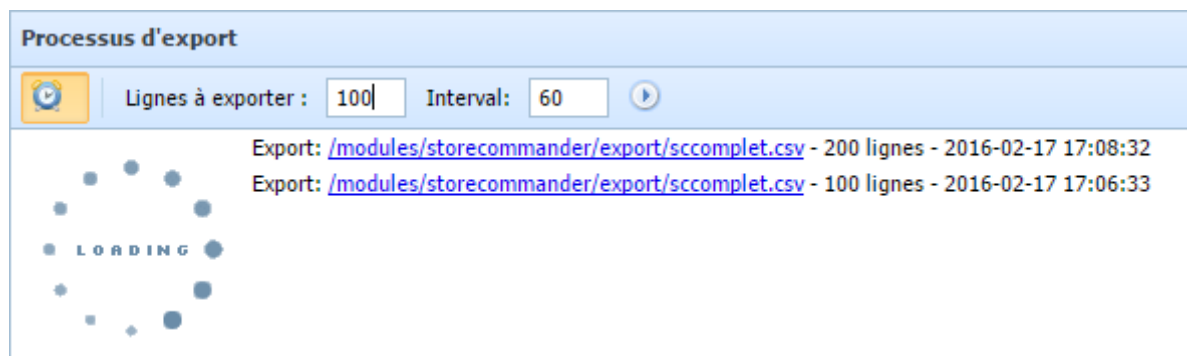 Processus d'export
Lignes à exporter : 100 Interval: 60
Export: /modules/storecommander/export/sccomplet.csv - 200 lignes - 2016-02-17 17:08:32
Export: /modules/storecommander/export/sccomplet.csv - 100 lignes - 2016-02-17 17:06:33
LOADING